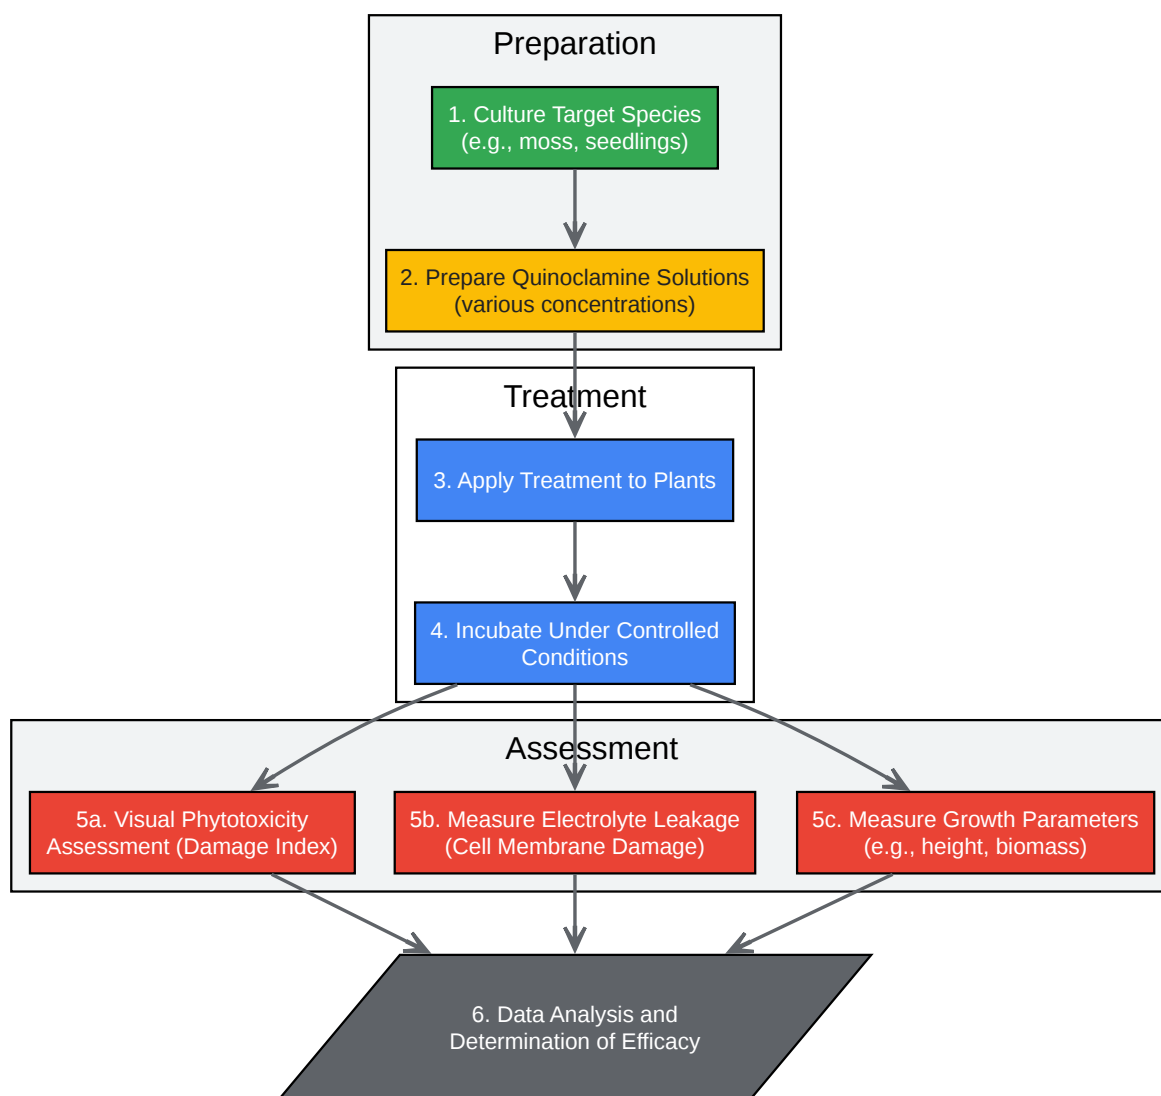 Preparation
1. Culture Target Species
(e.g., moss, seedlings)
2. Prepare Quinoclamine Solutions
(various concentrations)
Treatment
3. Apply Treatment to Plants
4. Incubate Under Controlled
Conditions
Assessment
5a. Visual Phytotoxicity
Assessment (Damage Index)
5b. Measure Electrolyte Leakage
(Cell Membrane Damage)
5c. Measure Growth Parameters
(e.g., height, biomass)
6. Data Analysis and
Determination of Efficacy